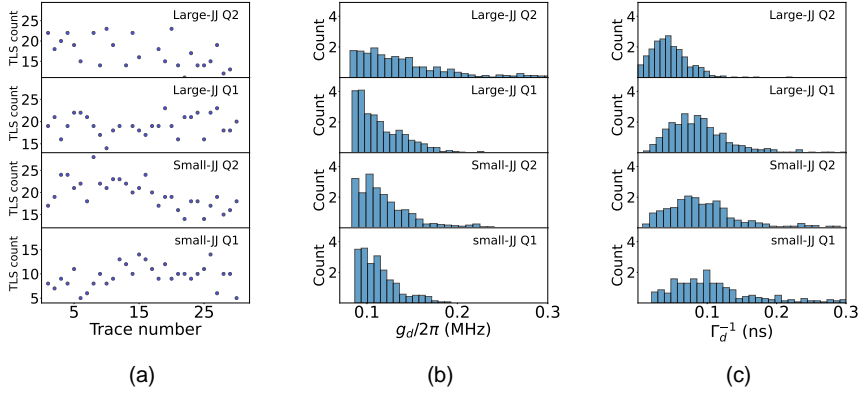 Large-JJ Q2
TLS count
25
20
15
Large-JJ Q1
TLS count
25
20
15
Small-JJ Q2
TLS count
25
20
15
small-JJ Q1
TLS count
15
10
5
5
15
25
Trace number
(a)
Large-JJ Q2
Count
4
2
Large-JJ Q1
Count
4
2
Small-JJ Q2
Count
4
2
small-JJ Q1
Count
4
2
0.1
0.2
0.3
g_d/2π (MHz)
(b)
Large-JJ Q2
Count
4
2
Large-JJ Q1
Count
4
2
Small-JJ Q2
Count
4
2
small-JJ Q1
Count
4
2
0.1
0.2
0.3
Γ_d^{-1} (ns)
(c)